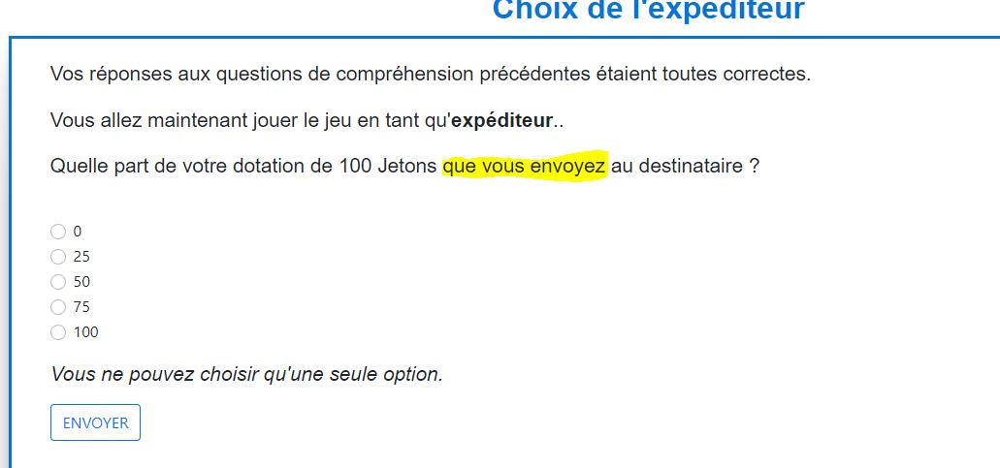 Choix de l'expéditeur
Vos réponses aux questions de compréhension précédentes étaient toutes correctes.
Vous allez maintenant jouer le jeu en tant qu'expéditeur..
Quelle part de votre dotation de 100 Jetons que vous envoyez au destinataire ?
0
25
50
75
100
Vous ne pouvez choisir qu'une seule option.
ENVOYER